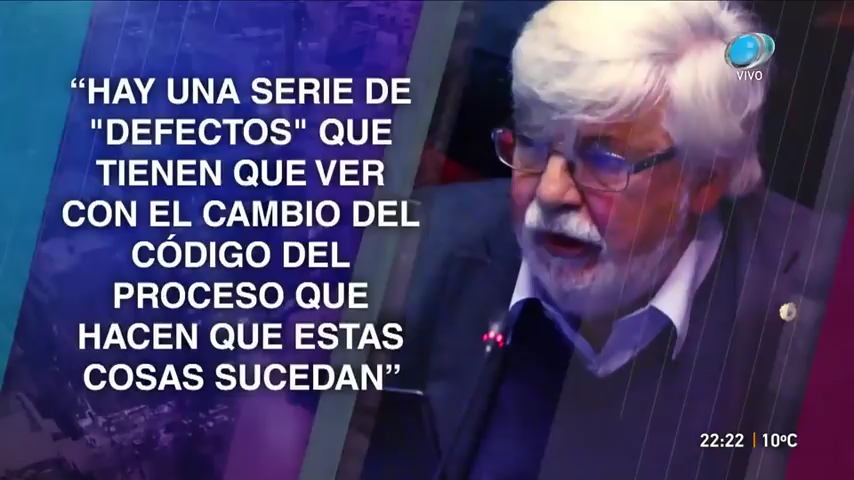 “HAY UNA SERIE DE
"DEFECTOS" QUE
TIENEN QUE VER
CON EL CAMBIO DEL
CÓDIGO DEL
PROCESO QUE
HACEN QUE ESTAS
COSAS SUCEDAN”
VIVO
22:22 | 10ºC